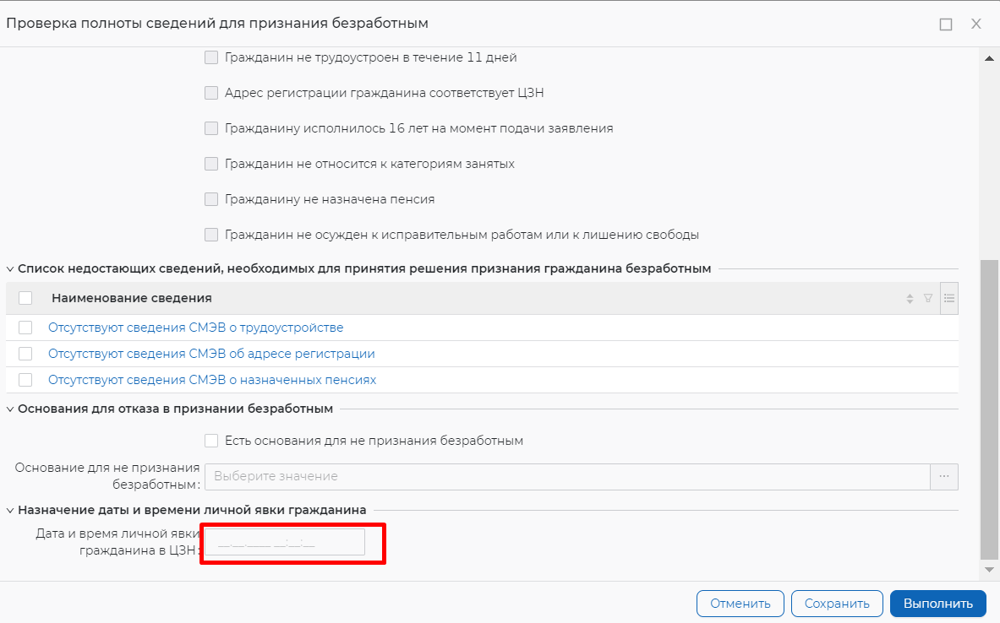 Проверка полноты сведений для признания безработным
Гражданин не трудоустроен в течение 11 дней
Адрес регистрации гражданина соответствует ЦЗН
Гражданину исполнилось 16 лет на момент подачи заявления
Гражданин не относится к категориям занятых
Гражданину не назначена пенсия
Гражданин не осужден к исправительным работам или к лишению свободы
Список недостающих сведений, необходимых для принятия решения признания гражданина безработным
Наименование сведения
Отсутствуют сведения СМЭВ о трудоустройстве
Отсутствуют сведения СМЭВ об адресе регистрации
Отсутствуют сведения СМЭВ о назначенных пенсиях
Основания для отказа в признании безработным
Есть основания для не признания безработным
Основание для не признания
безработным:
Выберите значение
...
Назначение даты и времени личной явки гражданина
Дата и время личной явки
гражданина в ЦЗН:
__.__.____ __:__:__
Отменить
Сохранить
Выполнить